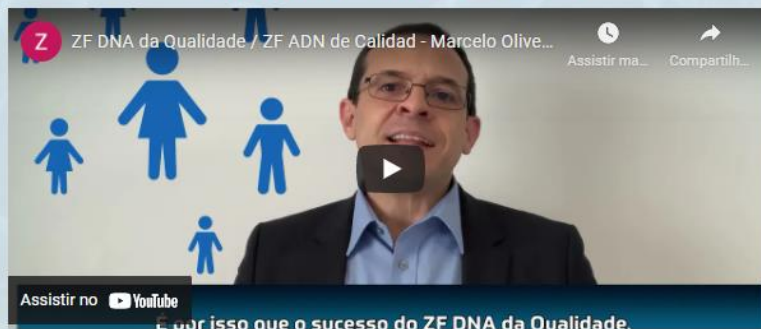 Z ZF DNA da Qualidade / ZF ADN de Calidad - Marcelo Olive...
Assistir ma... Compartilh...
Assistir no YouTube
É por isso que o sucesso do ZF DNA da Qualidade,